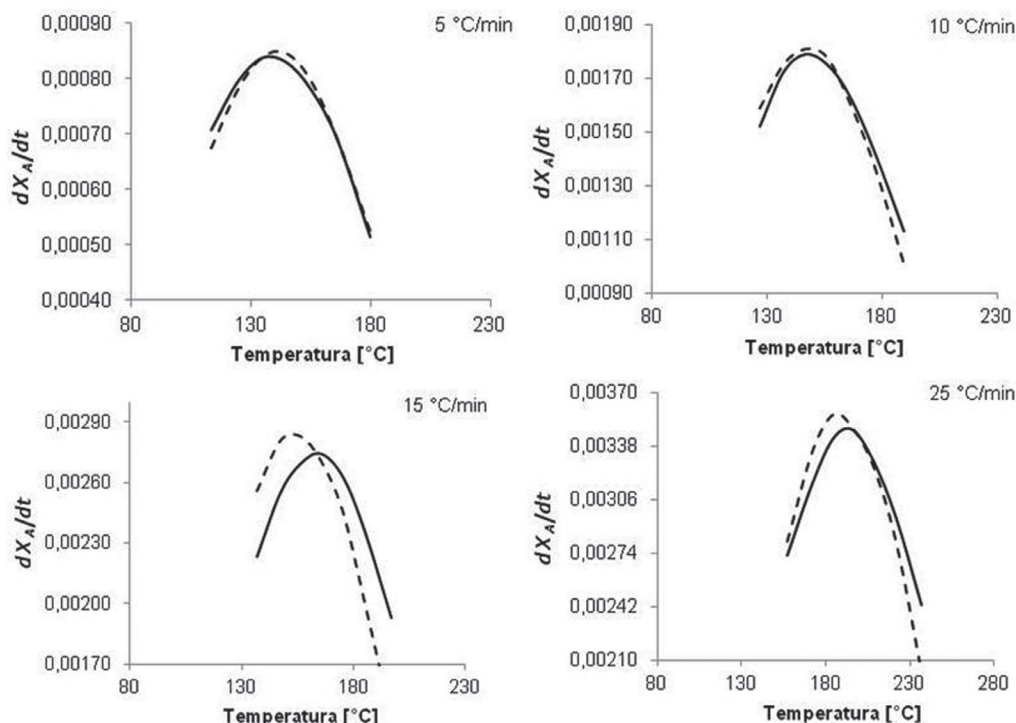 5 °C/min
dX_A/dt
0,00090
0,00080
0,00070
0,00060
0,00050
0,00040
80 130 180 230
Temperatura [°C]
10 °C/min
dX_A/dt
0,00190
0,00170
0,00150
0,00130
0,00110
0,00090
80 130 180 230
Temperatura [°C]
15 °C/min
dX_A/dt
0,00290
0,00260
0,00230
0,00200
0,00170
80 130 180 230
Temperatura [°C]
25 °C/min
dX_A/dt
0,00370
0,00338
0,00306
0,00274
0,00242
0,00210
80 130 180 230 280
Temperatura [°C]